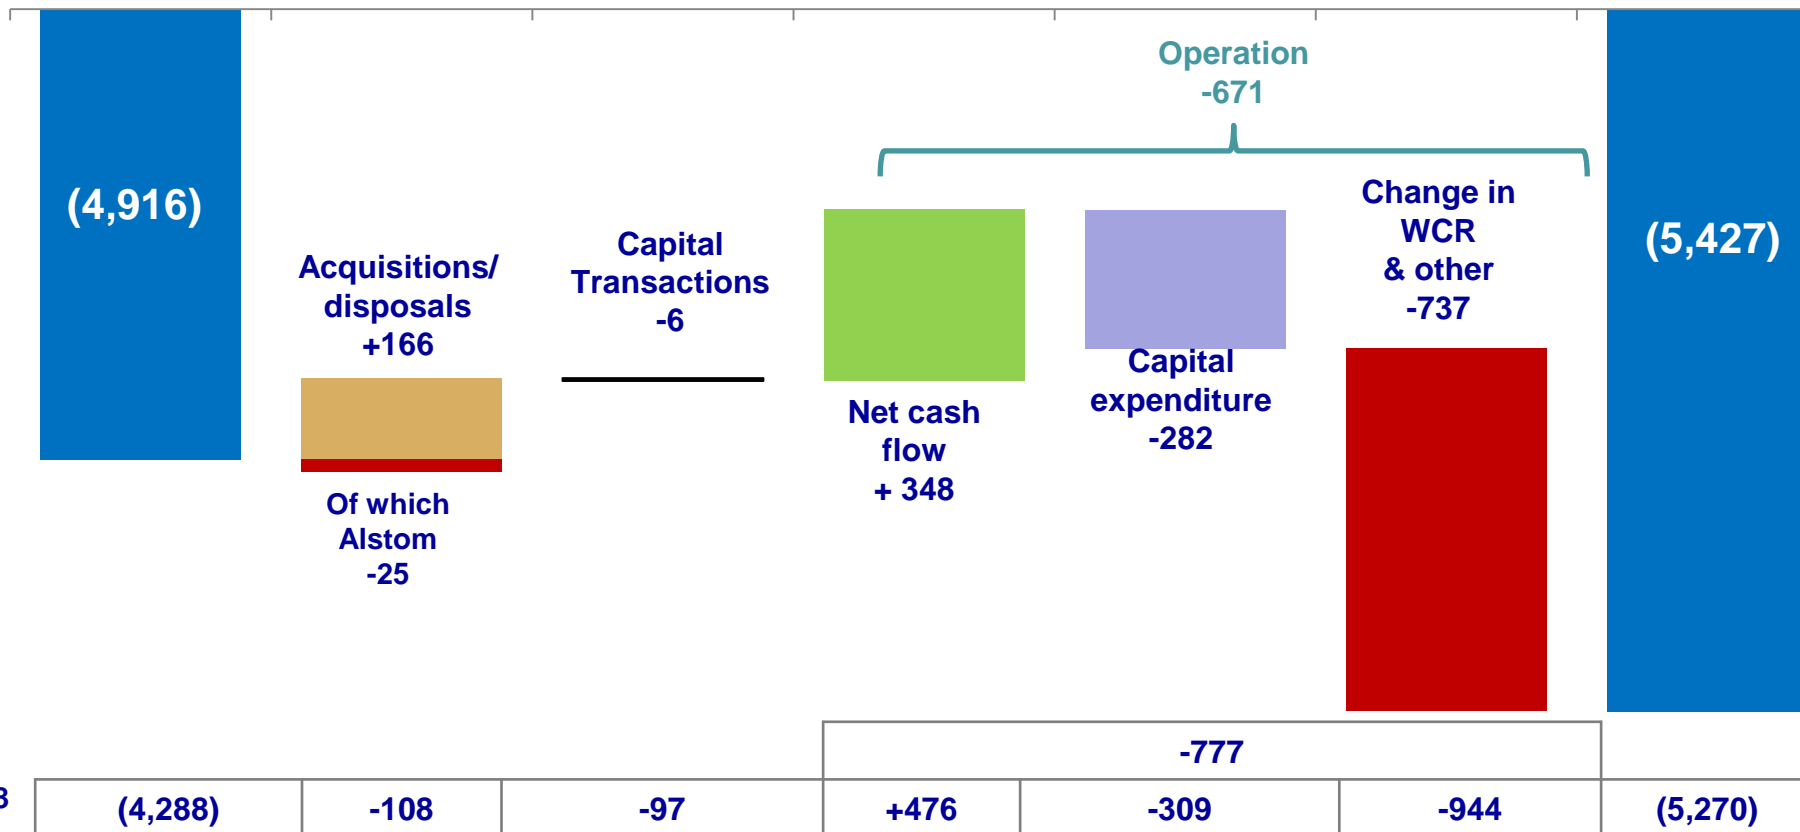 Operation
-671
(4,916)
Acquisitions/
disposals
+166
Of which
Alstom
-25
Capital
Transactions
-6
Net cash
flow
+ 348
Capital
expenditure
-282
Change in
WCR
& other
-737
(5,427)
-777
3
(4,288)
-108
-97
+476
-309
-944
(5,270)